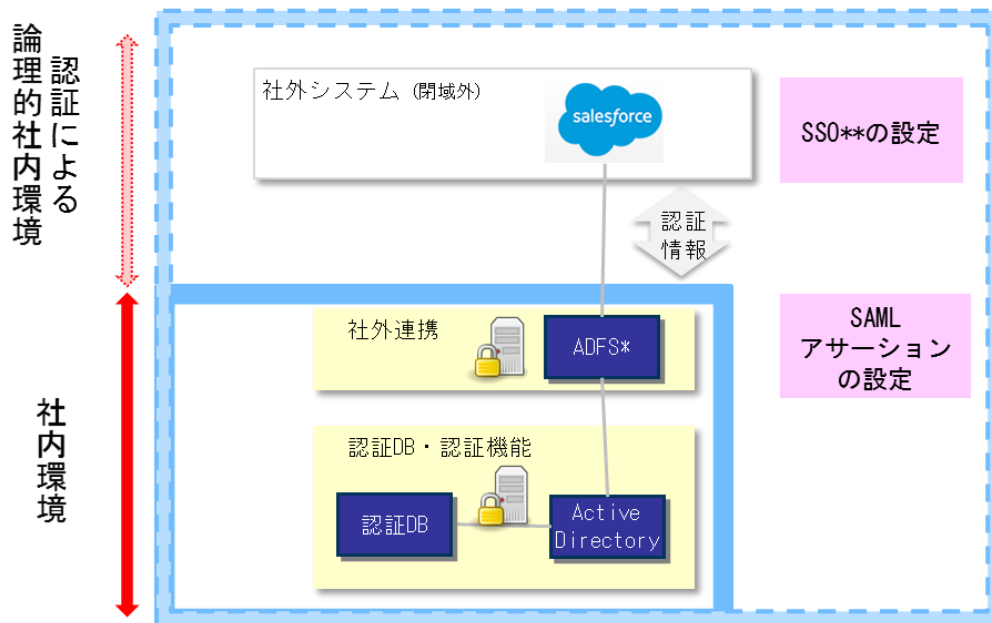 認証による
論理的社内環境
社外システム (閉域外)
salesforce
SSO**の設定
認証
情報
社内環境
社外連携
ADFS*
SAML
アサーション
の設定
認証DB・認証機能
認証DB
Active
Directory